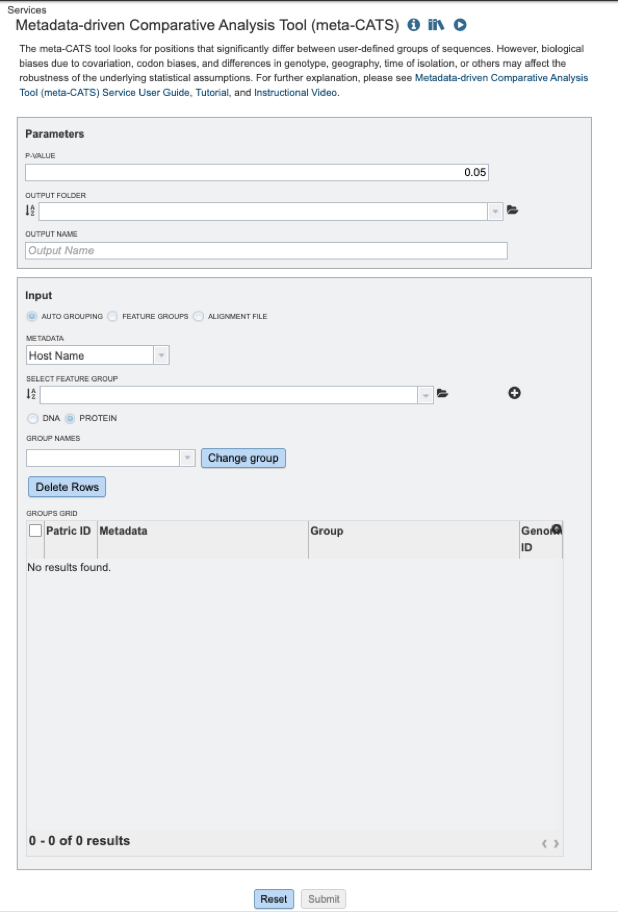 Services
Metadata-driven Comparative Analysis Tool (meta-CATS)
The meta-CATS tool looks for positions that significantly differ between user-defined groups of sequences. However, biological
biases due to covariation, codon biases, and differences in genotype, geography, time of isolation, or others may affect the
robustness of the underlying statistical assumptions. For further explanation, please see Metadata-driven Comparative Analysis
Tool (meta-CATS) Service User Guide, Tutorial, and Instructional Video.
Parameters
P-VALUE
0.05
OUTPUT FOLDER
OUTPUT NAME
Output Name
Input
AUTO GROUPING FEATURE GROUPS ALIGNMENT FILE
METADATA
Host Name
SELECT FEATURE GROUP
DNA PROTEIN
GROUP NAMES
Change group
Delete Rows
GROUPS GRID
Patric ID Metadata Group Genom
ID
No results found.
0 - 0 of 0 results
Reset Submit